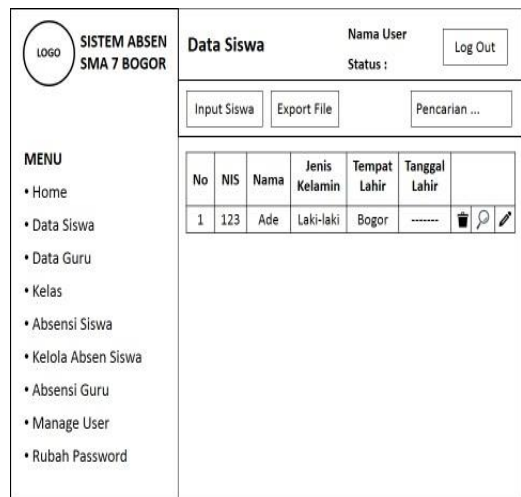 LOGO
SISTEM ABSEN
SMA 7 BOGOR
Data Siswa
Nama User
Status :
Log Out
Input Siswa
Export File
Pencarian ...
MENU
• Home
• Data Siswa
• Data Guru
• Kelas
• Absensi Siswa
• Kelola Absen Siswa
• Absensi Guru
• Manage User
• Rubah Password
No NIS Nama Jenis Kelamin Tempat Lahir Tanggal Lahir
1 123 Ade Laki-laki Bogor -------